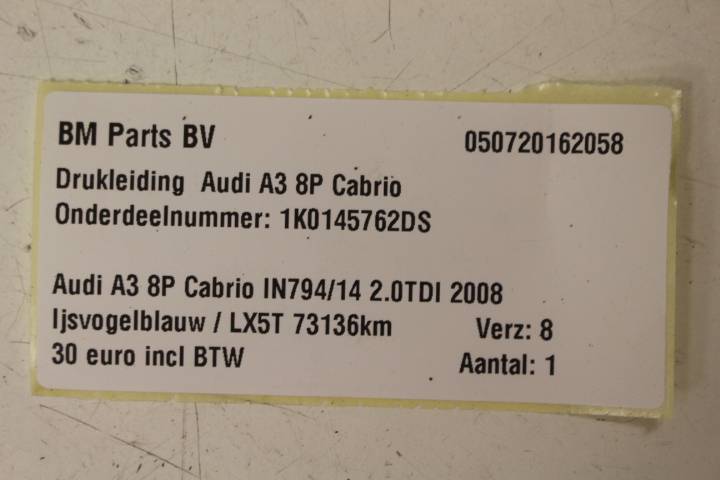 BM Parts BV 050720162058
Drukleiding Audi A3 8P Cabrio
Onderdeelnummer: 1K0145762DS
Audi A3 8P Cabrio IN794/14 2.0TDI 2008
Ijsvogelblauw / LX5T 73136km Verz: 8
30 euro incl BTW Aantal: 1